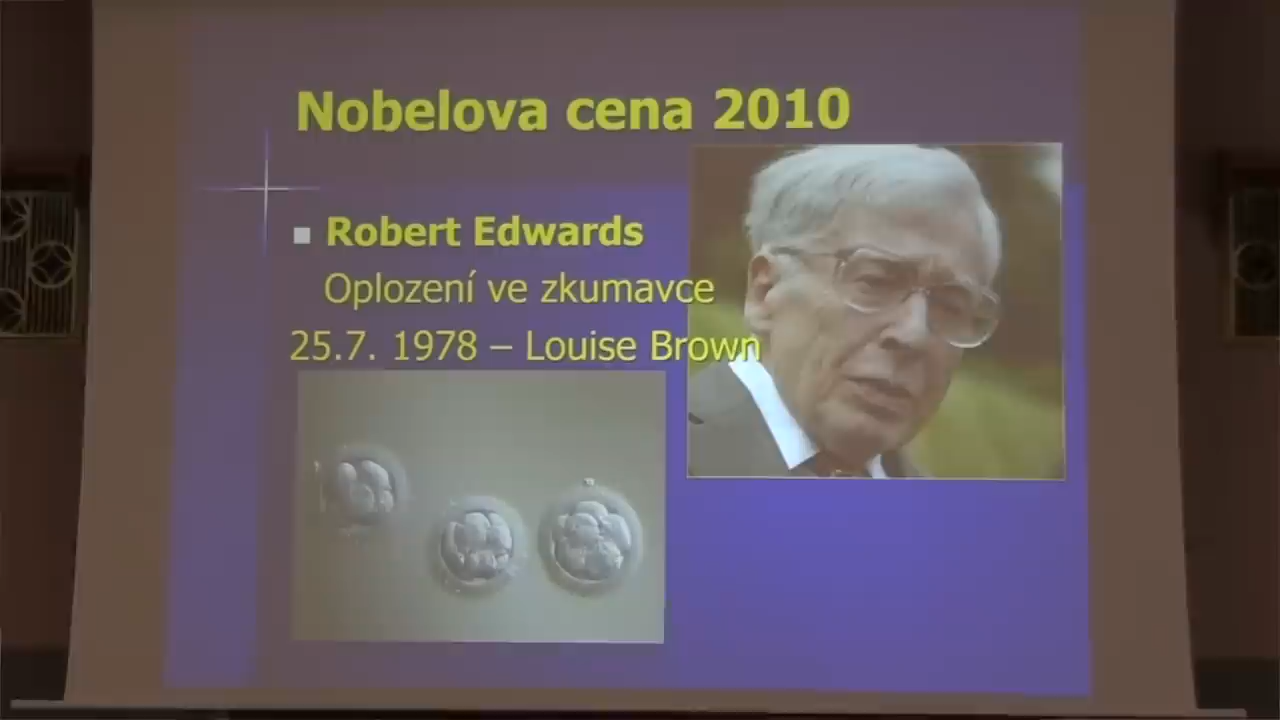 Nobelova cena 2010
Robert Edwards
Oplození ve zkumavce
25.7. 1978 – Louise Brown